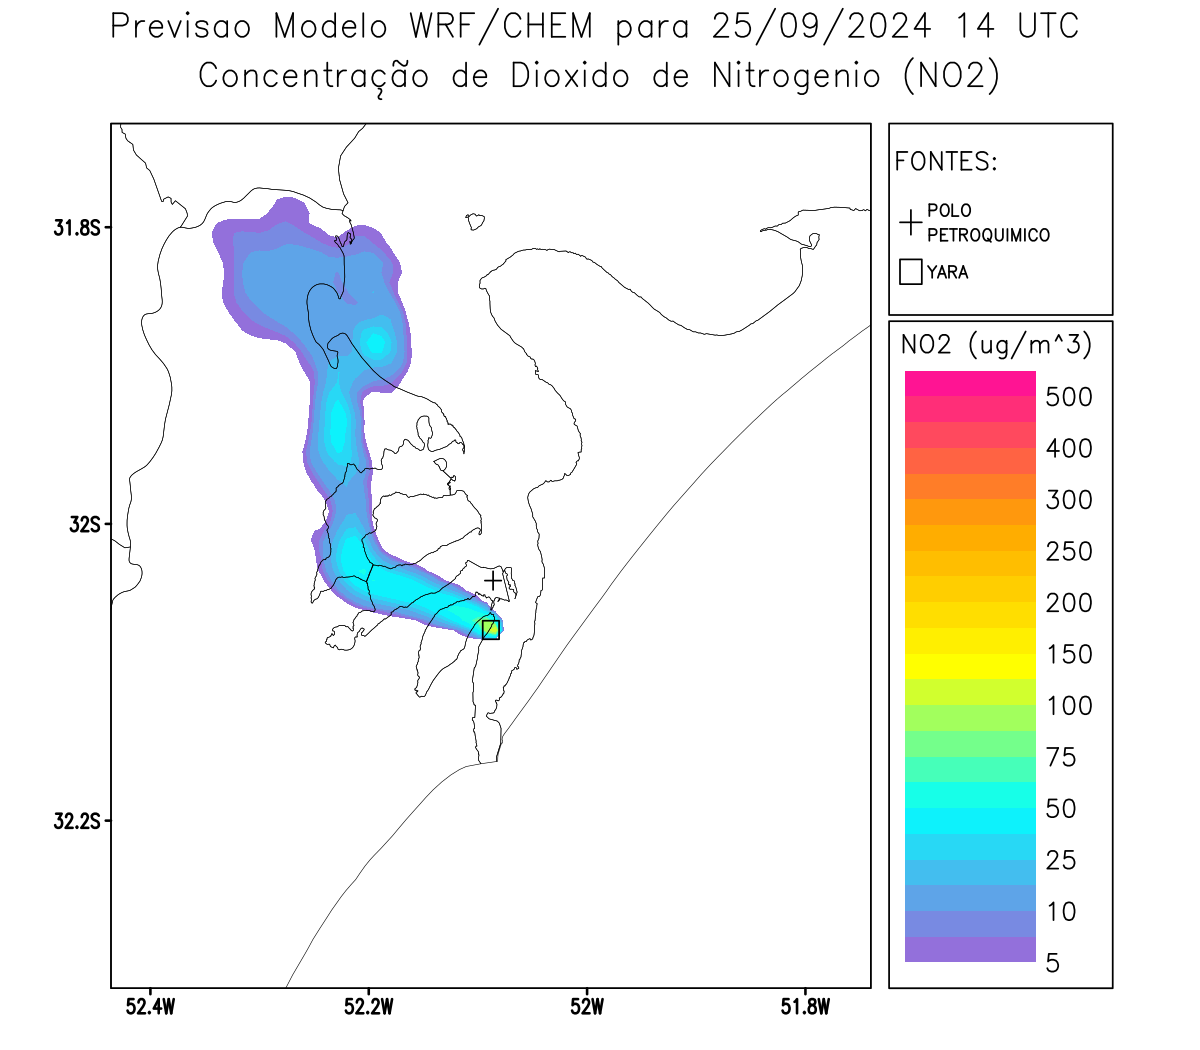 Previsao Modelo WRF/CHEM para 25/09/2024 14 UTC
Concentração de Dioxido de Nitrogenio (NO2)
FONTES:
POLO
PETROQUIMICO
YARA
31.8S
32S
32.2S
52.4W
52.2W
52W
51.8W
NO2 (ug/m^3)
500
400
300
250
200
150
100
75
50
25
10
5